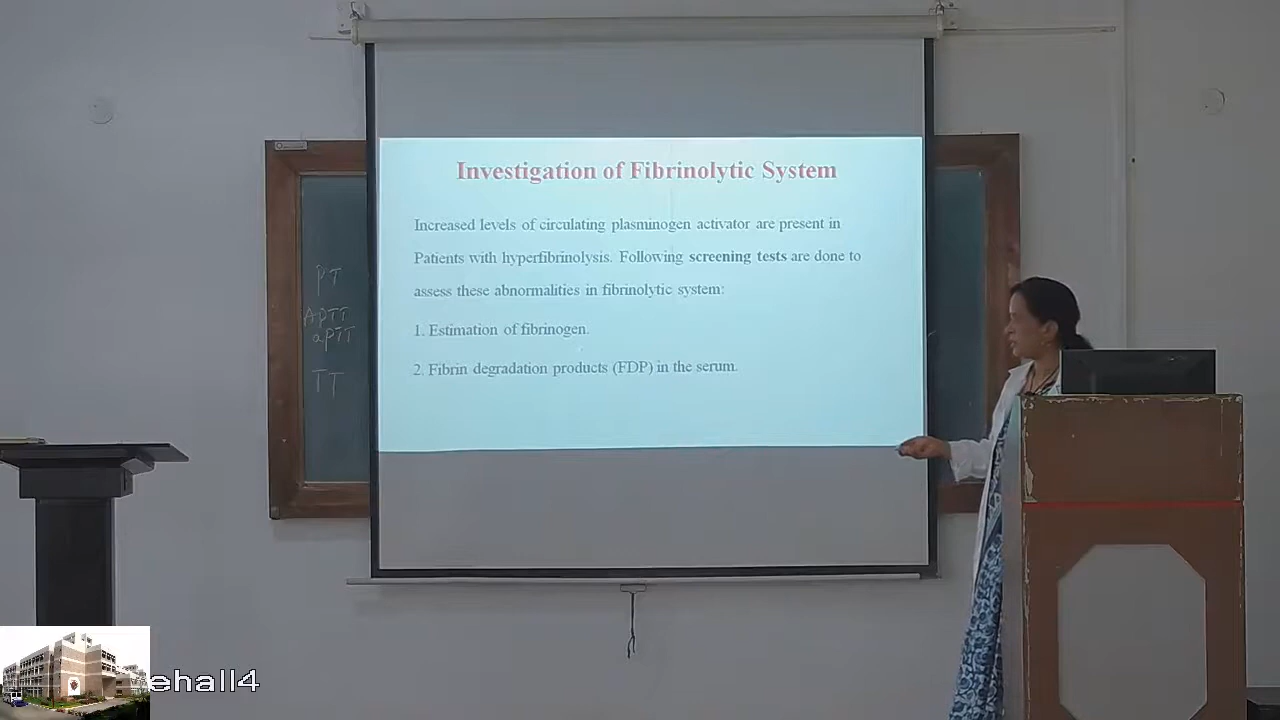 Investigation of Fibrinolytic System
Increased levels of circulating plasminogen activator are present in
Patients with hyperfibrinolysis. Following screening tests are done to
assess these abnormalities in fibrinolytic system:
1. Estimation of fibrinogen.
2. Fibrin degradation products (FDP) in the serum.
PT
APTT
aPTT
TT
ehall4